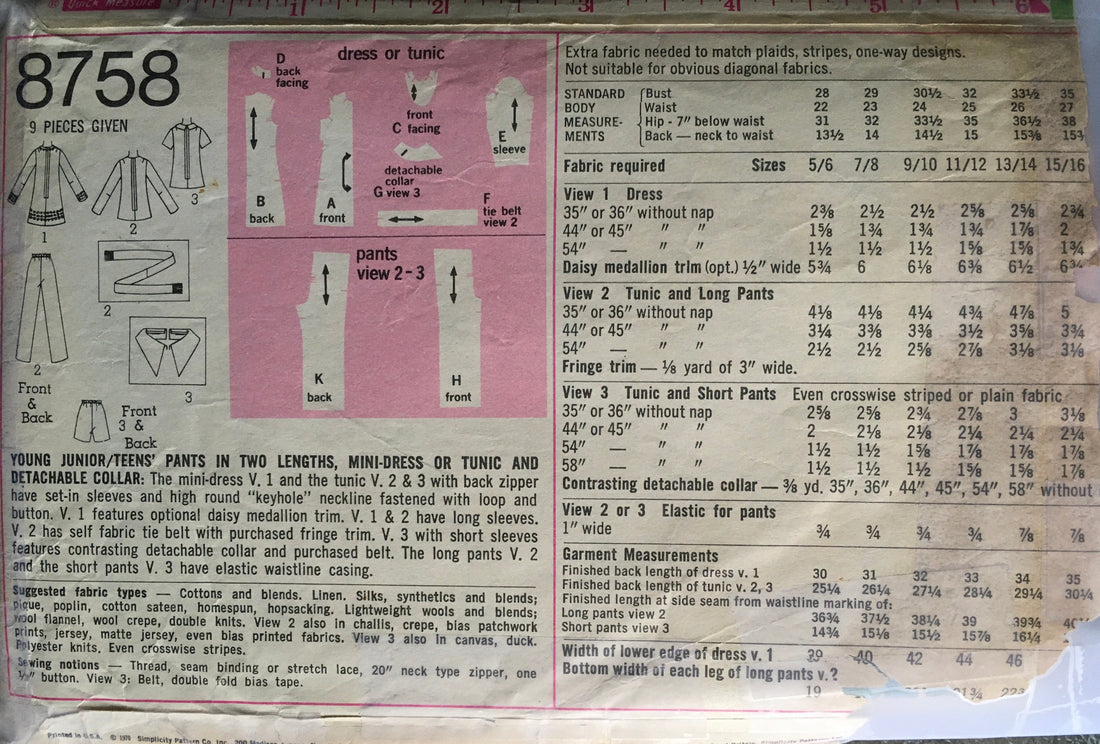 Quick Measure
1 2 3 4 5 6
8758
9 PIECES GIVEN
1
2
3
2
2
3
Front
&
Back
Front
3 &
Back
dress or tunic
D
back
facing
front
C facing
E
sleeve
detachable
collar
G view 3
B
back
A
front
F
tie belt
view 2
pants
view 2-3
K
back
H
front
YOUNG JUNIOR/TEENS' PANTS IN TWO LENGTHS, MINI-DRESS OR TUNIC AND
DETACHABLE COLLAR: The mini-dress V. 1 and the tunic V. 2 & 3 with back zipper
have set-in sleeves and high round "keyhole" neckline fastened with loop and
button. V. 1 features optional daisy medallion trim. V. 1 & 2 have long sleeves.
V. 2 has self fabric tie belt with purchased fringe trim. V. 3 with short sleeves
features contrasting detachable collar and purchased belt. The long pants V. 2
and the short pants V. 3 have elastic waistline casing.
Suggested fabric types — Cottons and blends. Linen. Silks, synthetics and blends;
pique, poplin, cotton sateen, homespun, hopsacking. Lightweight wools and blends;
wool flannel, wool crepe, double knits. View 2 also in challis, crepe, bias patchwork
prints, jersey, matte jersey, even bias printed fabrics. View 3 also in canvas, duck.
Polyester knits. Even crosswise stripes.
Sewing notions — Thread, seam binding or stretch lace, 20" neck type zipper, one
button. View 3: Belt, double fold bias tape.
Extra fabric needed to match plaids, stripes, one-way designs.
Not suitable for obvious diagonal fabrics.
STANDARD Bust 28 29 30½ 32 33½ 35
BODY Waist 22 23 24 25 26 27
MEASURE- Hip - 7" below waist 31 32 33½ 35 36½ 38
MENTS Back — neck to waist 13½ 14 14½ 15 15⅜ 15¾
Fabric required Sizes 5/6 7/8 9/10 11/12 13/14 15/16
View 1 Dress
35" or 36" without nap 2⅜ 2½ 2½ 2⅝ 2⅝ 2¾
44" or 45" " " 1⅝ 1¾ 1¾ 1¾ 1⅞ 2
54" — " " 1½ 1½ 1½ 1⅝ 1⅝ 1¾
Daisy medallion trim (opt.) ½" wide 5¾ 6 6⅛ 6⅜ 6½ 6¾
View 2 Tunic and Long Pants
35" or 36" without nap 4⅛ 4⅛ 4¼ 4¾ 4⅞ 5
44" or 45" " " 3¼ 3⅜ 3⅜ 3½ 3⅝ 3¾
54" — " " 2½ 2½ 2⅝ 2⅞ 3⅛ 3⅛
Fringe trim — ⅛ yard of 3" wide.
View 3 Tunic and Short Pants Even crosswise striped or plain fabric
35" or 36" without nap 2⅝ 2⅝ 2¾ 2⅞ 3 3⅛
44" or 45" " " 2 2⅛ 2⅛ 2¼ 2¼ 2¼
54" — " " 1½ 1½ 1⅝ 1⅞ 1⅞ 1⅞
58" — " " 1½ 1½ 1½ 1⅝ 1⅝ 1⅞
Contrasting detachable collar — ⅜ yd. 35", 36", 44", 45", 54", 58" without
View 2 or 3 Elastic for pants
1" wide ¾ ¾ ¾ ¾ ⅞ ⅞
Garment Measurements
Finished back length of dress v. 1 30 31 32 33 34 35
Finished back length of tunic v. 2, 3 25¼ 26¼ 27¼ 28¼ 29¼ 30¼
Finished length at side seam from waistline marking of:
Long pants view 2 36¾ 37½ 38¼ 39 39¾
Short pants view 3 14¾ 15⅛ 15½ 15⅞ 16¼
Width of lower edge of dress v. 1 39 40 42 44 46
Bottom width of each leg of long pants v.?
19
Printed in U.S.A. © 1970 Simplicity Pattern Co. Inc. 200 Madison